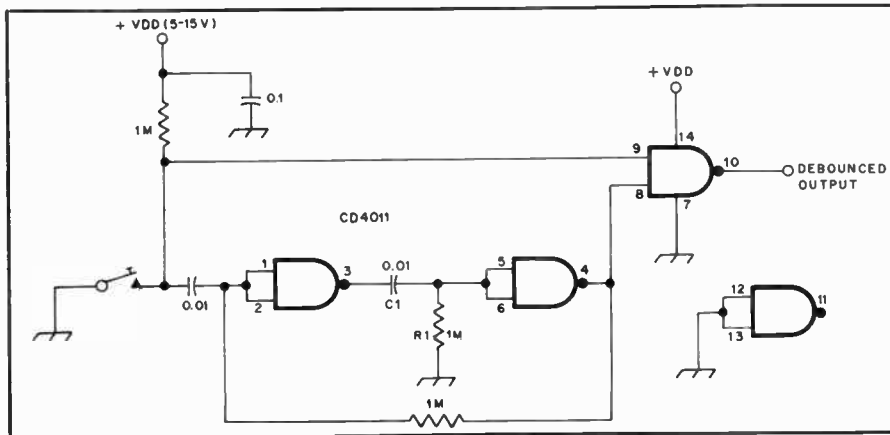 + VDD (5-15V)
0.1
1M
+ VDD
14
9
10
8
7
DEBOUNCED
OUTPUT
CD4011
1
2
3
0.01
C1
5
6
4
0.01
R1
1M
12
13
11
1M